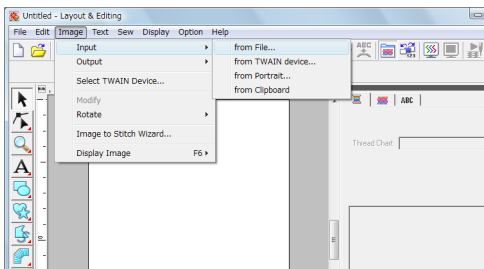 Untitled - Layout & Editing
File Edit Image Text Sew Display Option Help
Input
Output
Select TWAIN Device...
Modify
Rotate
Image to Stitch Wizard...
Display Image F6
from File...
from TWAIN device...
from Portrait...
from Clipboard
ABC
ABC
Thread Chart
A